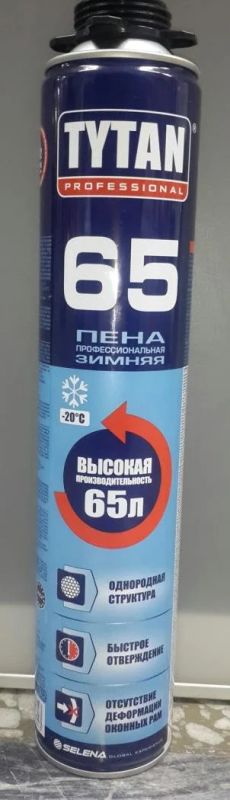 TYTAN®
PROFESSIONAL
65
ПЕНА
ПРОФЕССИОНАЛЬНАЯ
ЗИМНЯЯ
-20°C
ВЫСОКАЯ
ПРОИЗВОДИТЕЛЬНОСТЬ
65л
ОДНОРОДНАЯ
СТРУКТУРА
БЫСТРОЕ
ОТВЕРЖДЕНИЕ
ОТСУТСТВИЕ
ДЕФОРМАЦИИ
ОКОННЫХ РАМ
SELENA